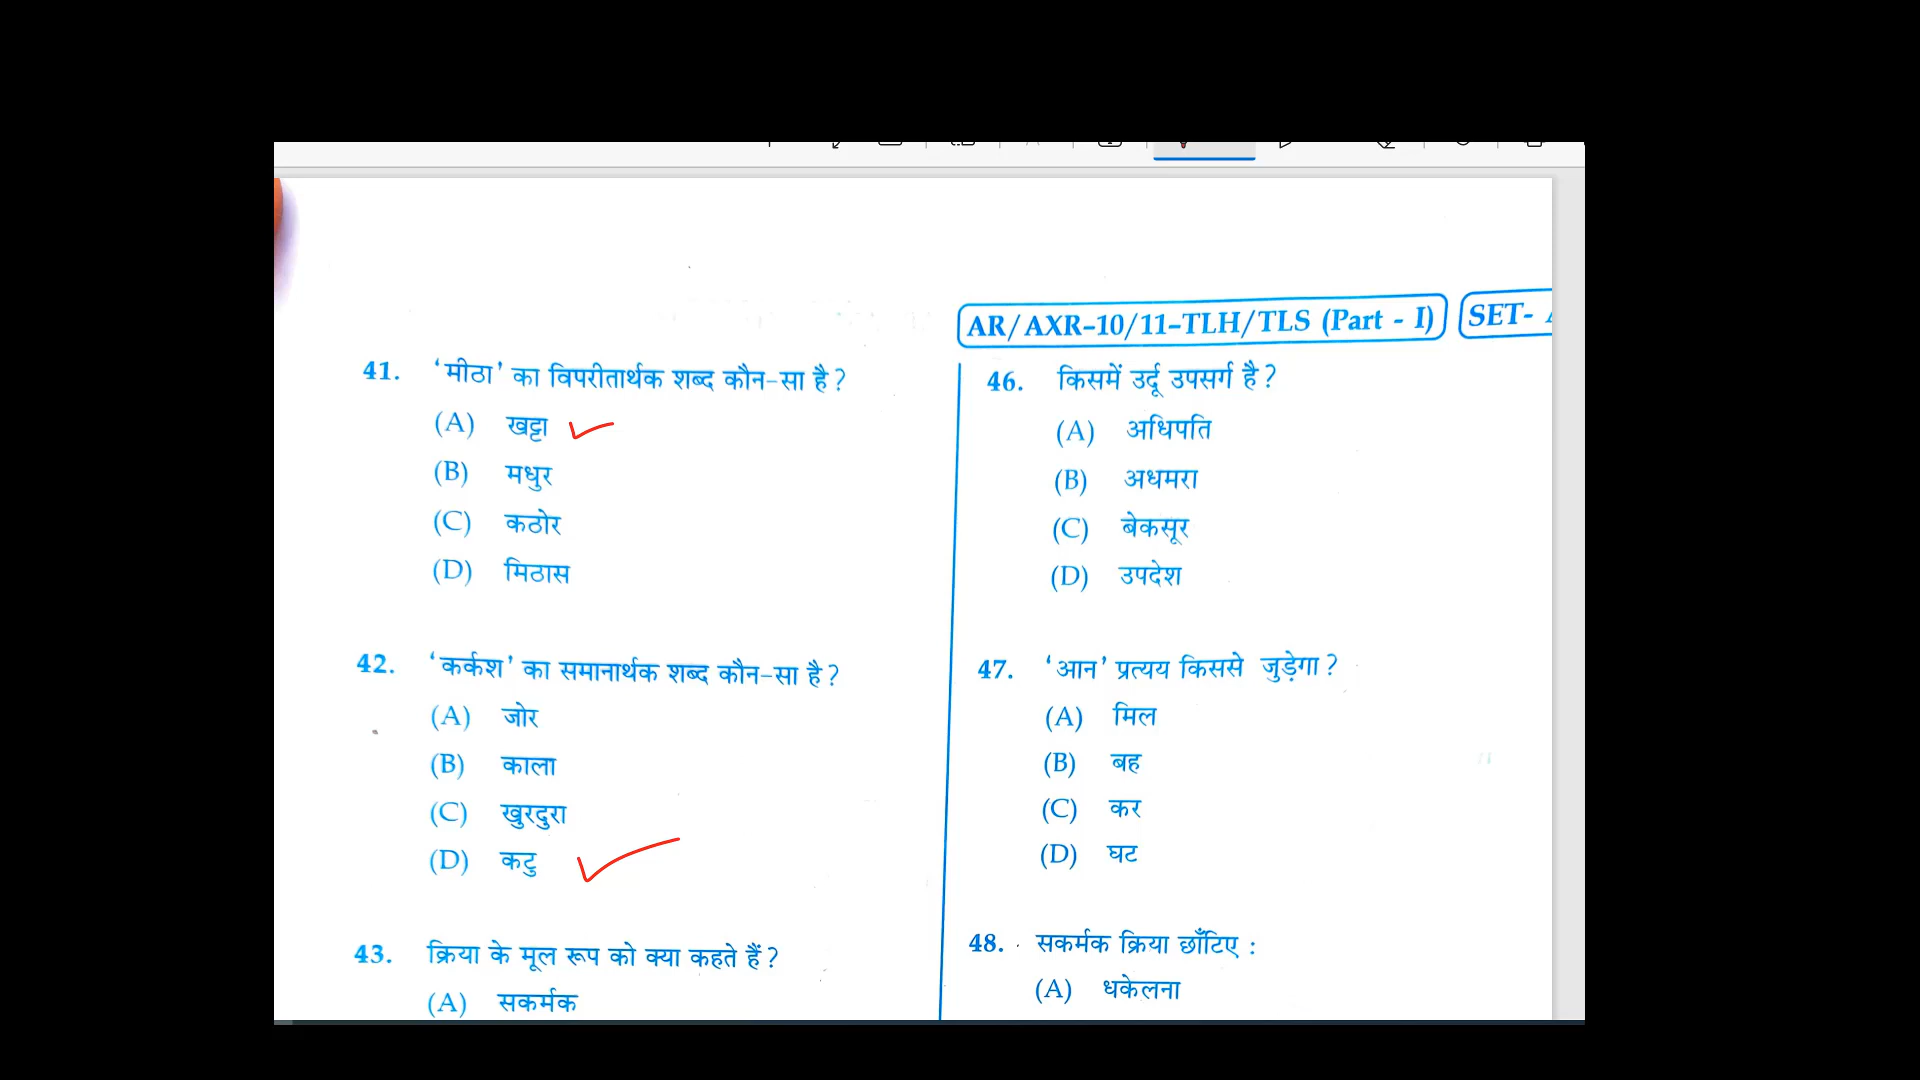 AR/AXR-10/11-TLH/TLS (Part - I)
SET-
41. 'मीठा' का विपरीतार्थक शब्द कौन-सा है?
(A) खट्टा
(B) मधुर
(C) कठोर
(D) मिठास
42. 'कर्कश' का समानार्थक शब्द कौन-सा है?
(A) जोर
(B) काला
(C) खुरदुरा
(D) कटु
43. क्रिया के मूल रूप को क्या कहते हैं?
(A) सकर्मक
46. किसमें उर्दू उपसर्ग है?
(A) अधिपति
(B) अधमरा
(C) बेकसूर
(D) उपदेश
47. 'आन' प्रत्यय किससे जुड़ेगा?
(A) मिल
(B) बह
(C) कर
(D) घट
48. सकर्मक क्रिया छाँटिए :
(A) धकेलना